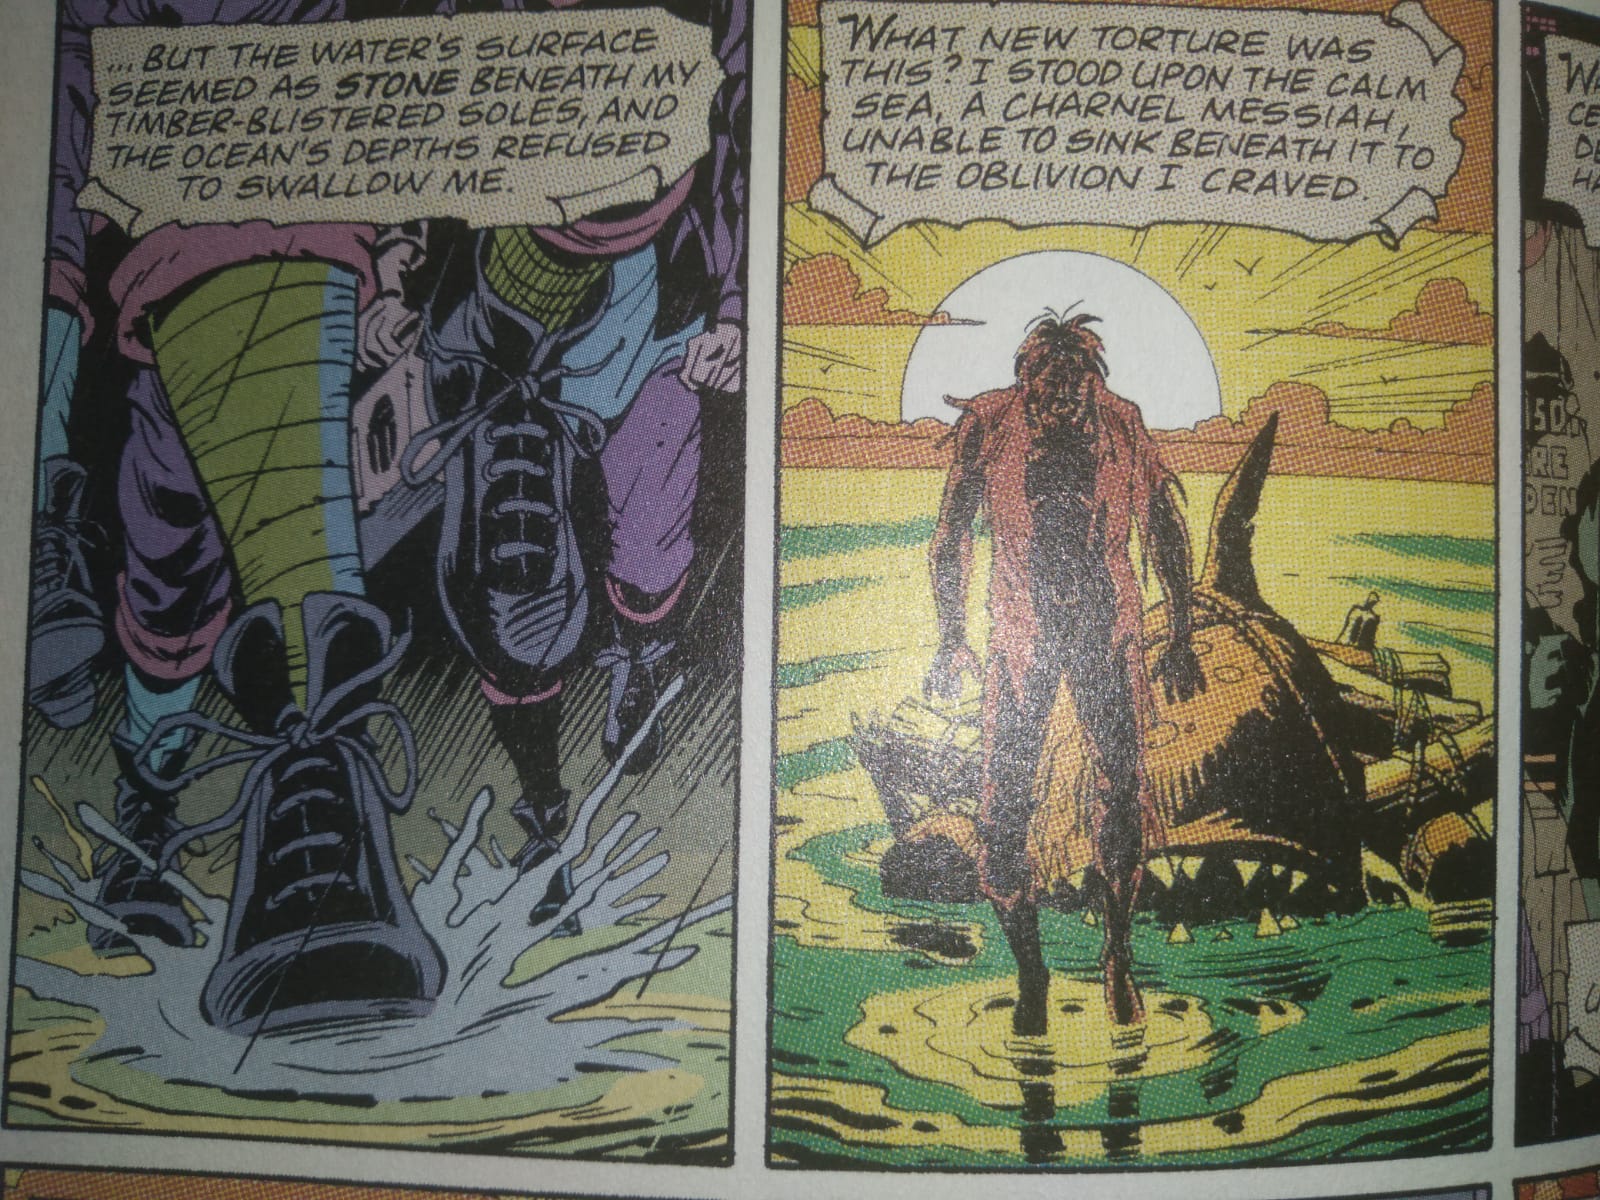 ...BUT THE WATER'S SURFACE
SEEMED AS STONE BENEATH MY
TIMBER-BLISTERED SOLES, AND
THE OCEAN'S DEPTHS REFUSED
TO SWALLOW ME.
WHAT NEW TORTURE WAS
THIS? I STOOD UPON THE CALM
SEA, A CHARNEL MESSIAH,
UNABLE TO SINK BENEATH IT TO
THE OBLIVION I CRAVED.